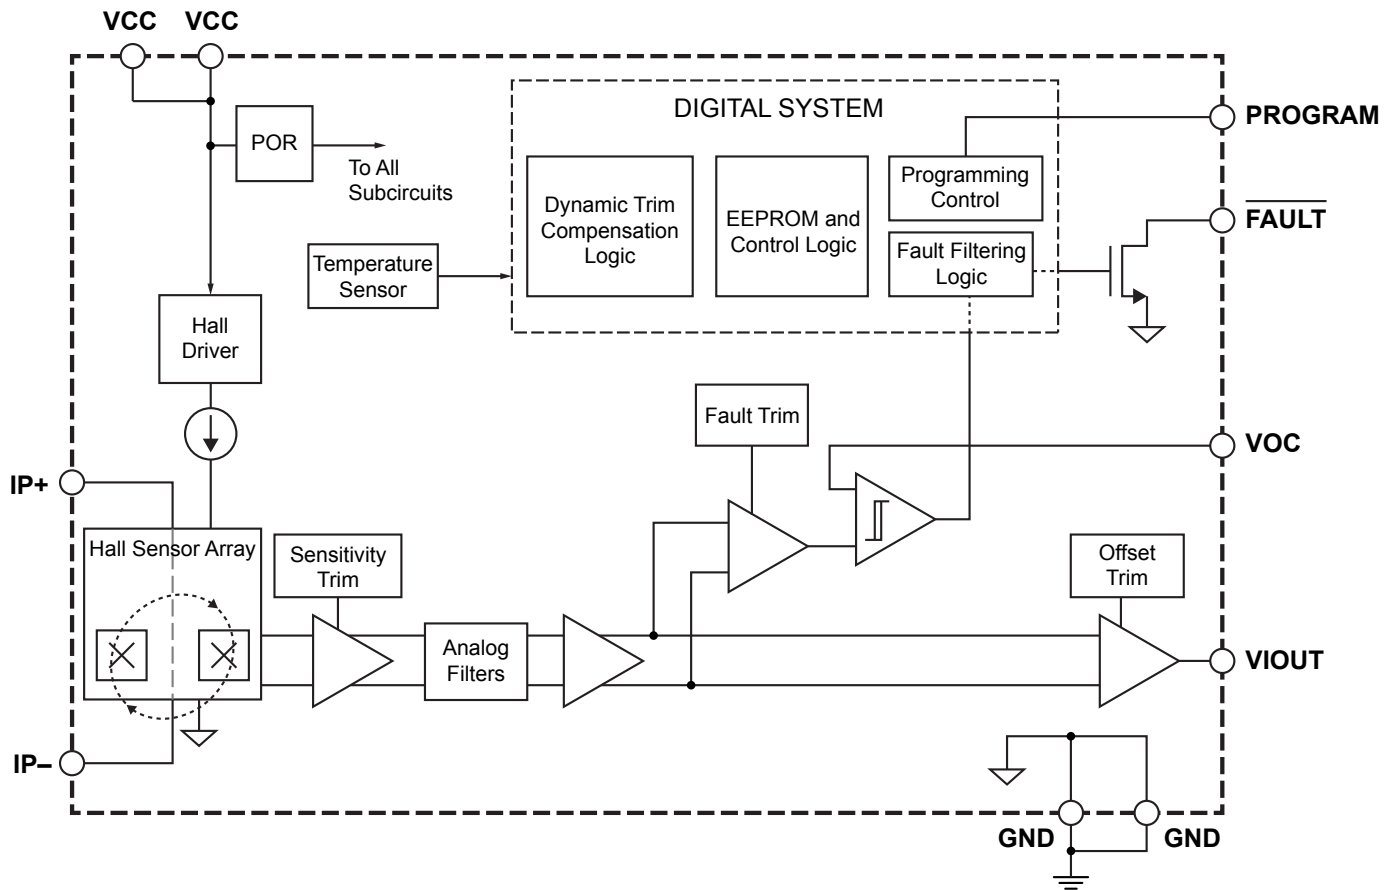 VCC VCC
DIGITAL SYSTEM
PROGRAM
POR
To All
Subcircuits
Programming
Control
Dynamic Trim
Compensation
Logic
EEPROM and
Control Logic
FAULT
Fault Filtering
Logic
Temperature
Sensor
Hall
Driver
Fault Trim
VOC
IP+
Hall Sensor Array
Sensitivity
Trim
Offset
Trim
Analog
Filters
VIOUT
IP–
GND GND